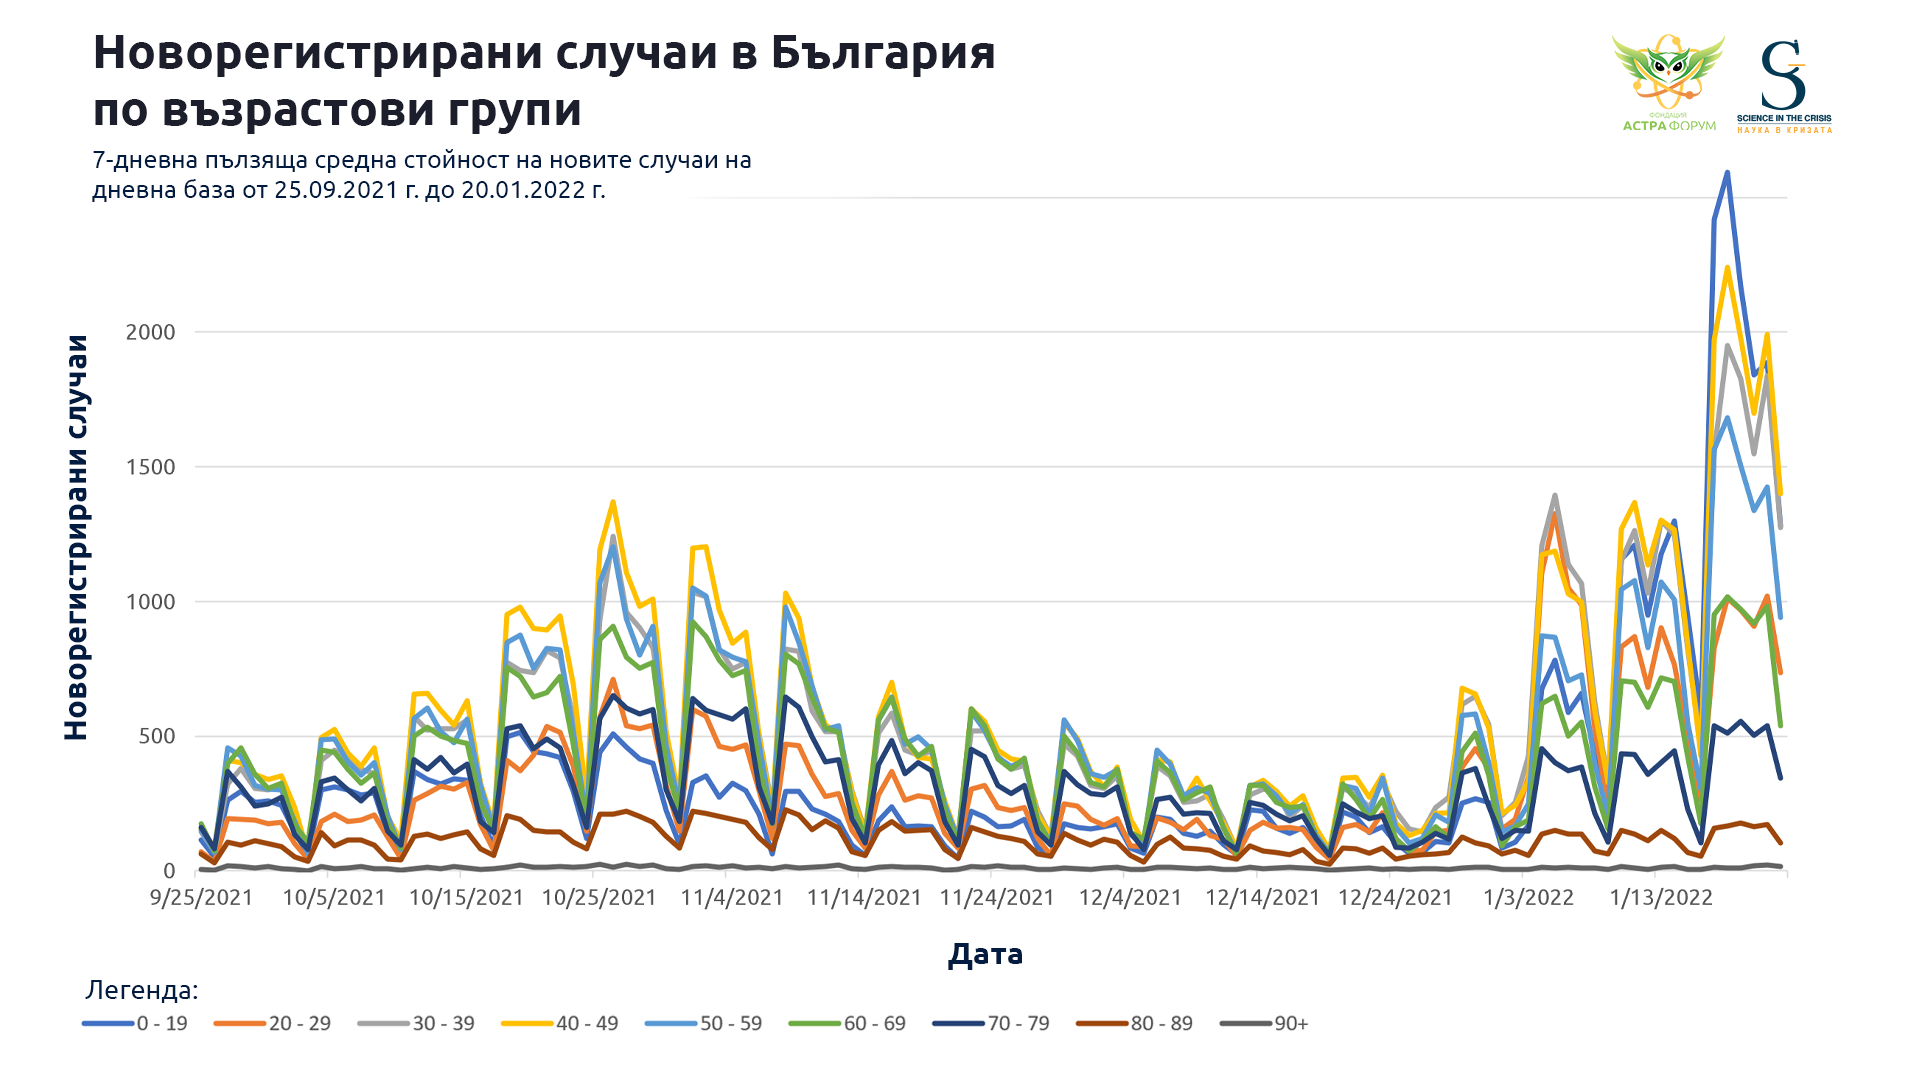 Новорегистрирани случаи в България
по възрастови групи
7-дневна пълзяща средна стойност на новите случаи на
дневна база от 25.09.2021 г. до 20.01.2022 г.
ФОНДАЦИЯ
АСТРА ФОРУМ
SCIENCE IN THE CRISIS
НАУКА В КРИЗАТА
Новорегистрирани случаи
2000
1500
1000
500
0
9/25/2021 10/5/2021 10/15/2021 10/25/2021 11/4/2021 11/14/2021 11/24/2021 12/4/2021 12/14/2021 12/24/2021 1/3/2022 1/13/2022
Дата
Легенда:
0 - 19 20 - 29 30 - 39 40 - 49 50 - 59 60 - 69 70 - 79 80 - 89 90+